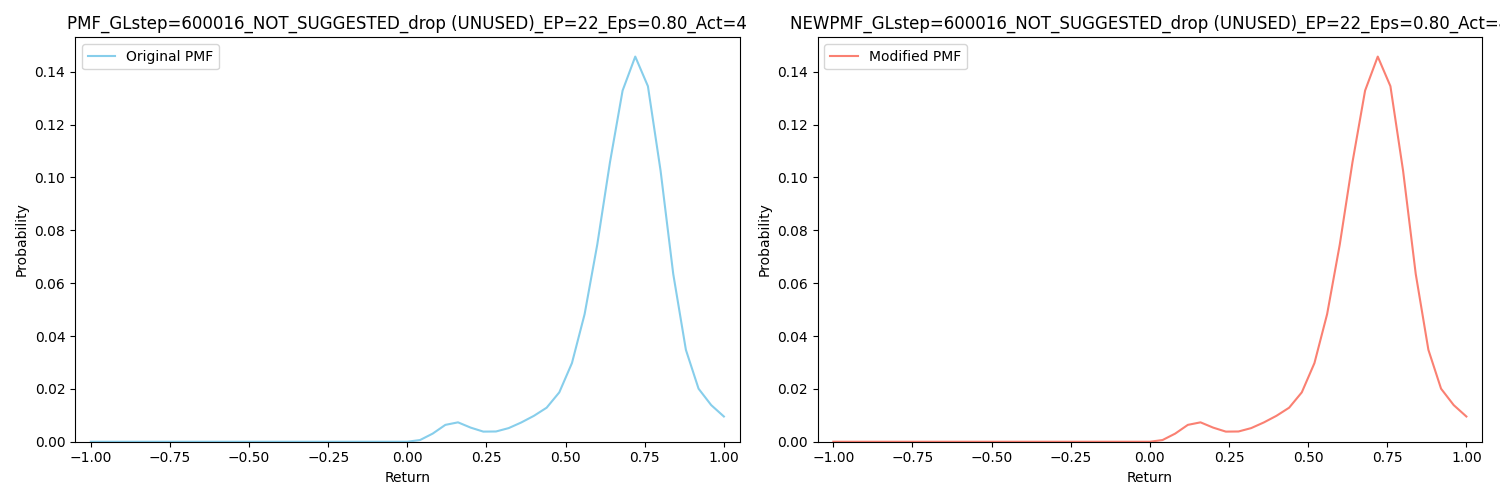 PMF_GLstep=600016_NOT_SUGGESTED_drop (UNUSED)_EP=22_Eps=0.80_Act=4
Original PMF
0.14
0.12
0.10
0.08
0.06
0.04
0.02
0.00
Probability
−1.00 −0.75 −0.50 −0.25 0.00 0.25 0.50 0.75 1.00
Return
NEWPMF_GLstep=600016_NOT_SUGGESTED_drop (UNUSED)_EP=22_Eps=0.80_Act=
Modified PMF
0.14
0.12
0.10
0.08
0.06
0.04
0.02
0.00
Probability
−1.00 −0.75 −0.50 −0.25 0.00 0.25 0.50 0.75 1.00
Return